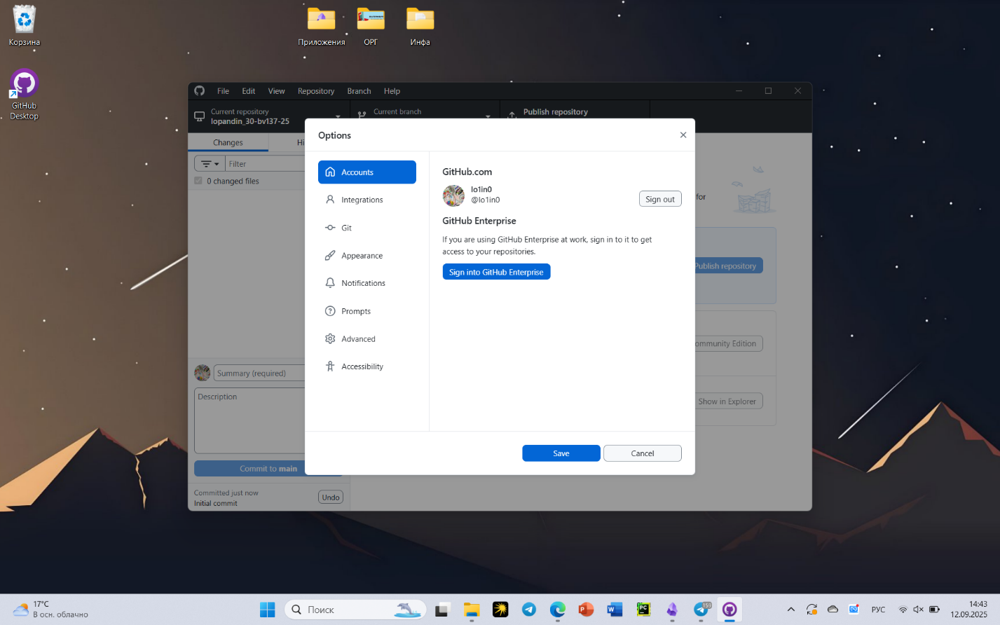 Корзина
GitHub
Desktop
Приложения
ОРГ
Инфа
File Edit View Repository Branch Help
Current repository
lopandin_30-bv137-25
Current branch
Publish repository
Changes
Hi
Filter
0 changed files
Options
Accounts
Integrations
Git
Appearance
Notifications
Prompts
Advanced
Accessibility
GitHub.com
lo1in0
@lo1in0
Sign out
GitHub Enterprise
If you are using GitHub Enterprise at work, sign in to it to get
access to your repositories.
Sign into GitHub Enterprise
Save
Cancel
for
Publish repository
ommunity Edition
Show in Explorer
Summary (required)
Description
Commit to main
Committed just now
Initial commit
Undo
17°C
В осн. облачно
Поиск
PC
159
РУС
14:43
12.09.2025